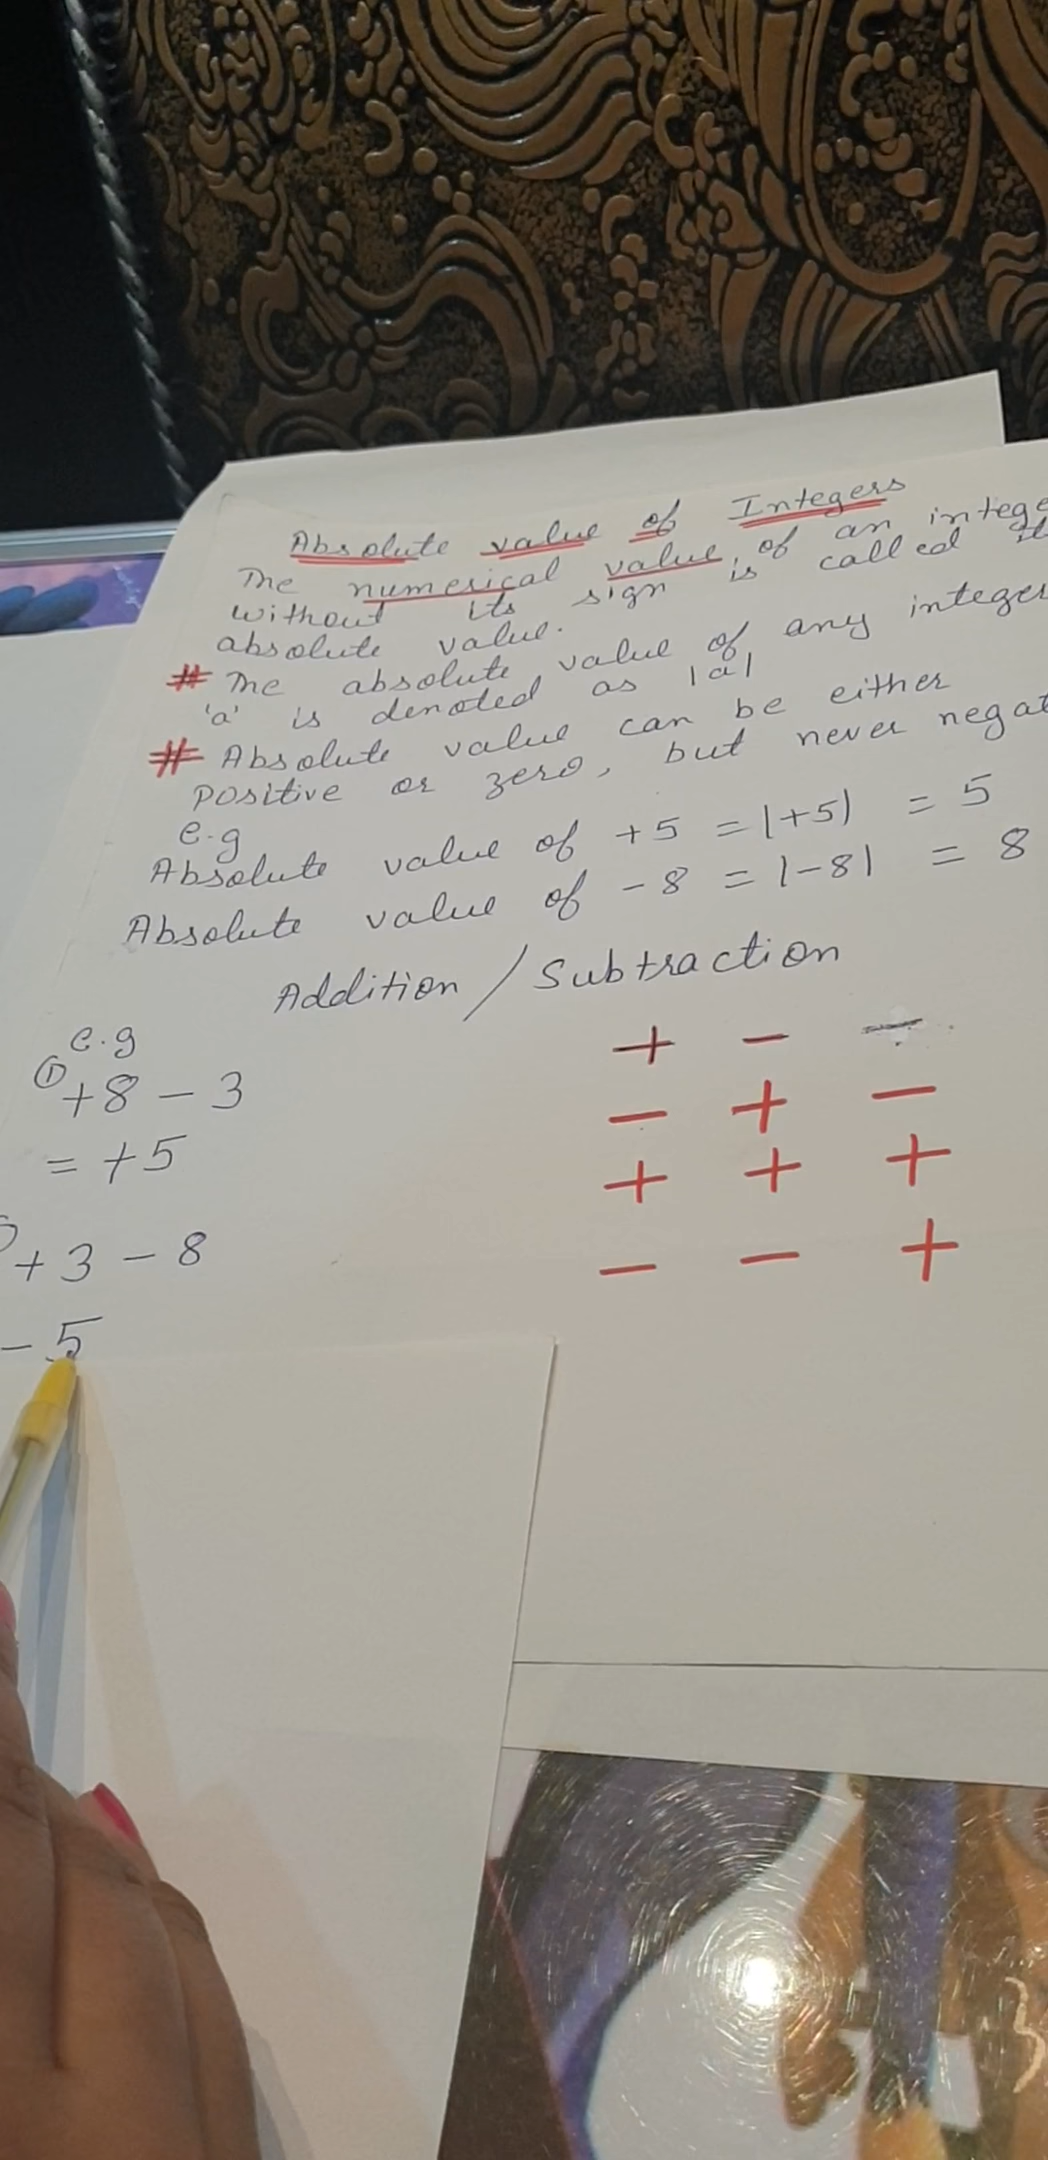 Absolute value of Integers
The numerical value of an intege
without its sign is called it
absolute value.
# The absolute value of any integer
'a' is denoted as |a|
# Absolute value can be either
positive or zero, but never negat
e.g
Absolute value of +5 = |+5| = 5
Absolute value of -8 = |-8| = 8
Addition / Subtraction
e.g
① +8 - 3
= +5
+3 - 8
- 5
+ - -
- + -
+ + +
- - +